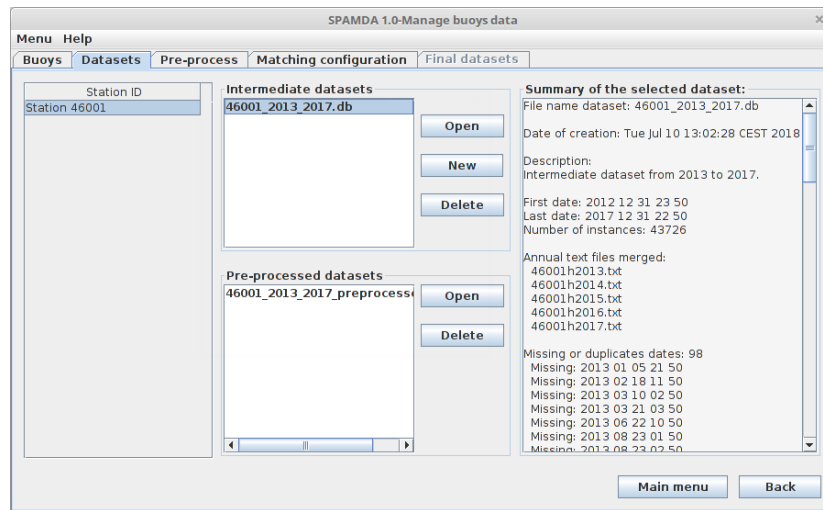 SPAMDA 1.0-Manage buoys data
Menu Help
Buoys Datasets Pre-process Matching configuration Final datasets
Station ID
Station 46001
Intermediate datasets
46001_2013_2017.db
Open
New
Delete
Pre-processed datasets
46001_2013_2017_preprocesse
Open
Delete
Summary of the selected dataset:
File name dataset: 46001_2013_2017.db
Date of creation: Tue Jul 10 13:02:28 CEST 2018
Description:
Intermediate dataset from 2013 to 2017.
First date: 2012 12 31 23 50
Last date: 2017 12 31 22 50
Number of instances: 43726
Annual text files merged:
46001h2013.txt
46001h2014.txt
46001h2015.txt
46001h2016.txt
46001h2017.txt
Missing or duplicates dates: 98
Missing: 2013 01 05 21 50
Missing: 2013 02 18 11 50
Missing: 2013 03 10 02 50
Missing: 2013 03 21 03 50
Missing: 2013 06 22 10 50
Missing: 2013 08 23 01 50
Missing: 2013 08 23 02 50
Main menu Back